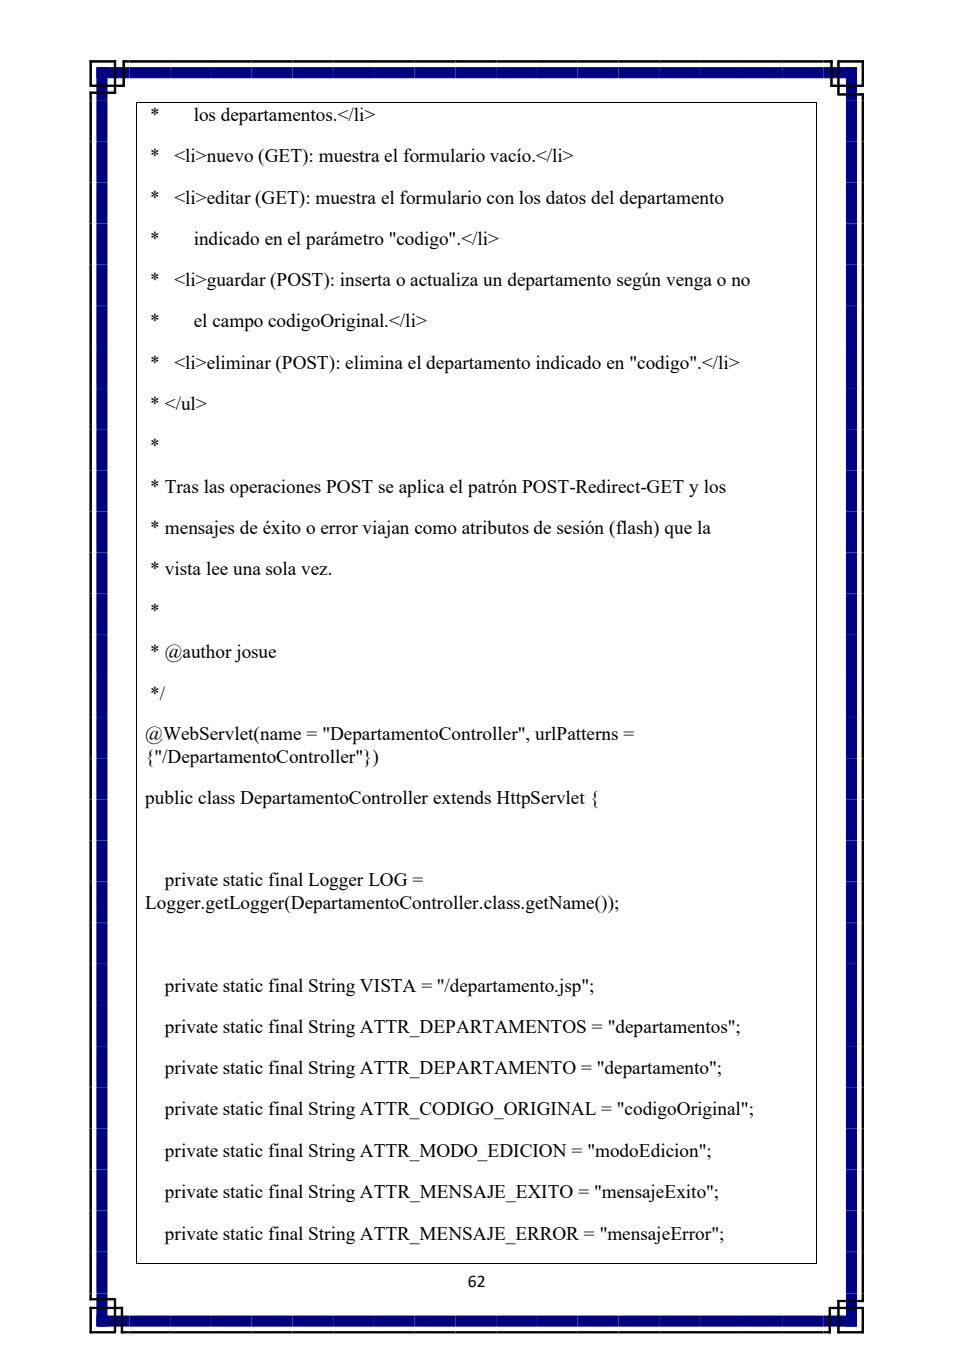 *       los departamentos.</li>
*   <li>nuevo (GET): muestra el formulario vacío.</li>
*   <li>editar (GET): muestra el formulario con los datos del departamento
*       indicado en el parámetro "codigo".</li>
*   <li>guardar (POST): inserta o actualiza un departamento según venga o no
*       el campo codigoOriginal.</li>
*   <li>eliminar (POST): elimina el departamento indicado en "codigo".</li>
* </ul>
*
* Tras las operaciones POST se aplica el patrón POST-Redirect-GET y los
* mensajes de éxito o error viajan como atributos de sesión (flash) que la
* vista lee una sola vez.
*
* @author josue
*/
@WebServlet(name = "DepartamentoController", urlPatterns =
{"/DepartamentoController"})
public class DepartamentoController extends HttpServlet {
private static final Logger LOG =
Logger.getLogger(DepartamentoController.class.getName());
private static final String VISTA = "/departamento.jsp";
private static final String ATTR_DEPARTAMENTOS = "departamentos";
private static final String ATTR_DEPARTAMENTO = "departamento";
private static final String ATTR_CODIGO_ORIGINAL = "codigoOriginal";
private static final String ATTR_MODO_EDICION = "modoEdicion";
private static final String ATTR_MENSAJE_EXITO = "mensajeExito";
private static final String ATTR_MENSAJE_ERROR = "mensajeError";
62